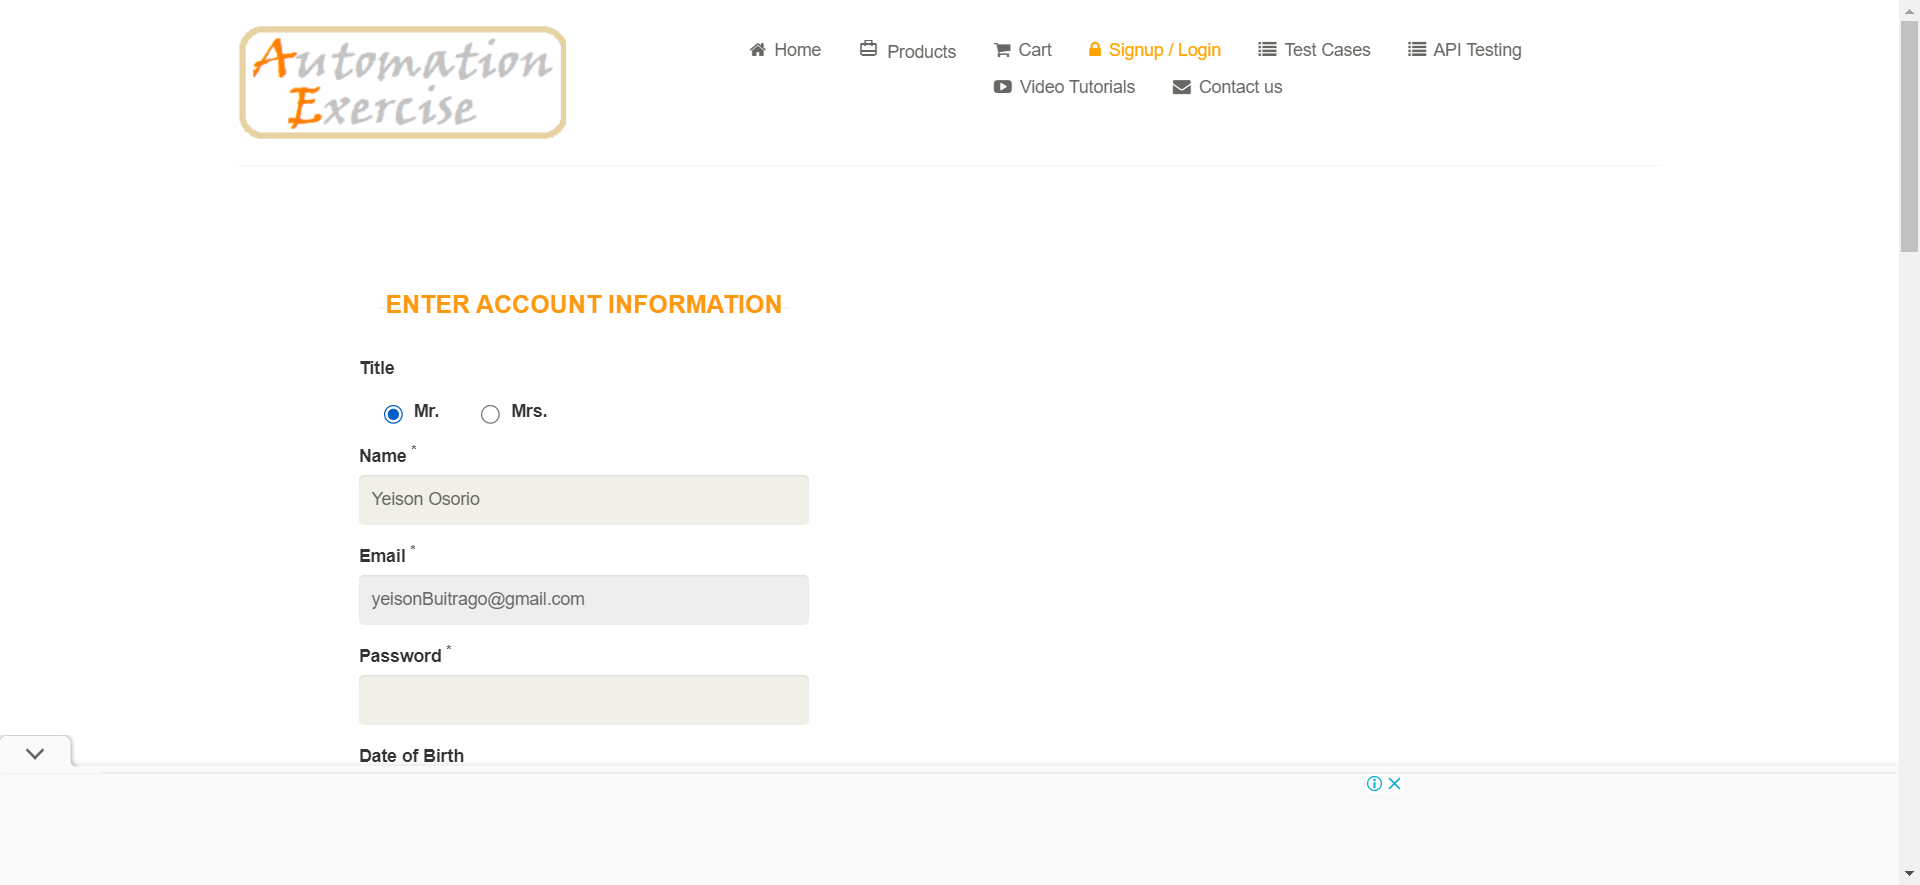 Automation
Exercise
Home
Products
Cart
Signup / Login
Test Cases
API Testing
Video Tutorials
Contact us
ENTER ACCOUNT INFORMATION
Title
Mr.
Mrs.
Name *
Yeison Osorio
Email *
yeisonBuitrago@gmail.com
Password *
Date of Birth